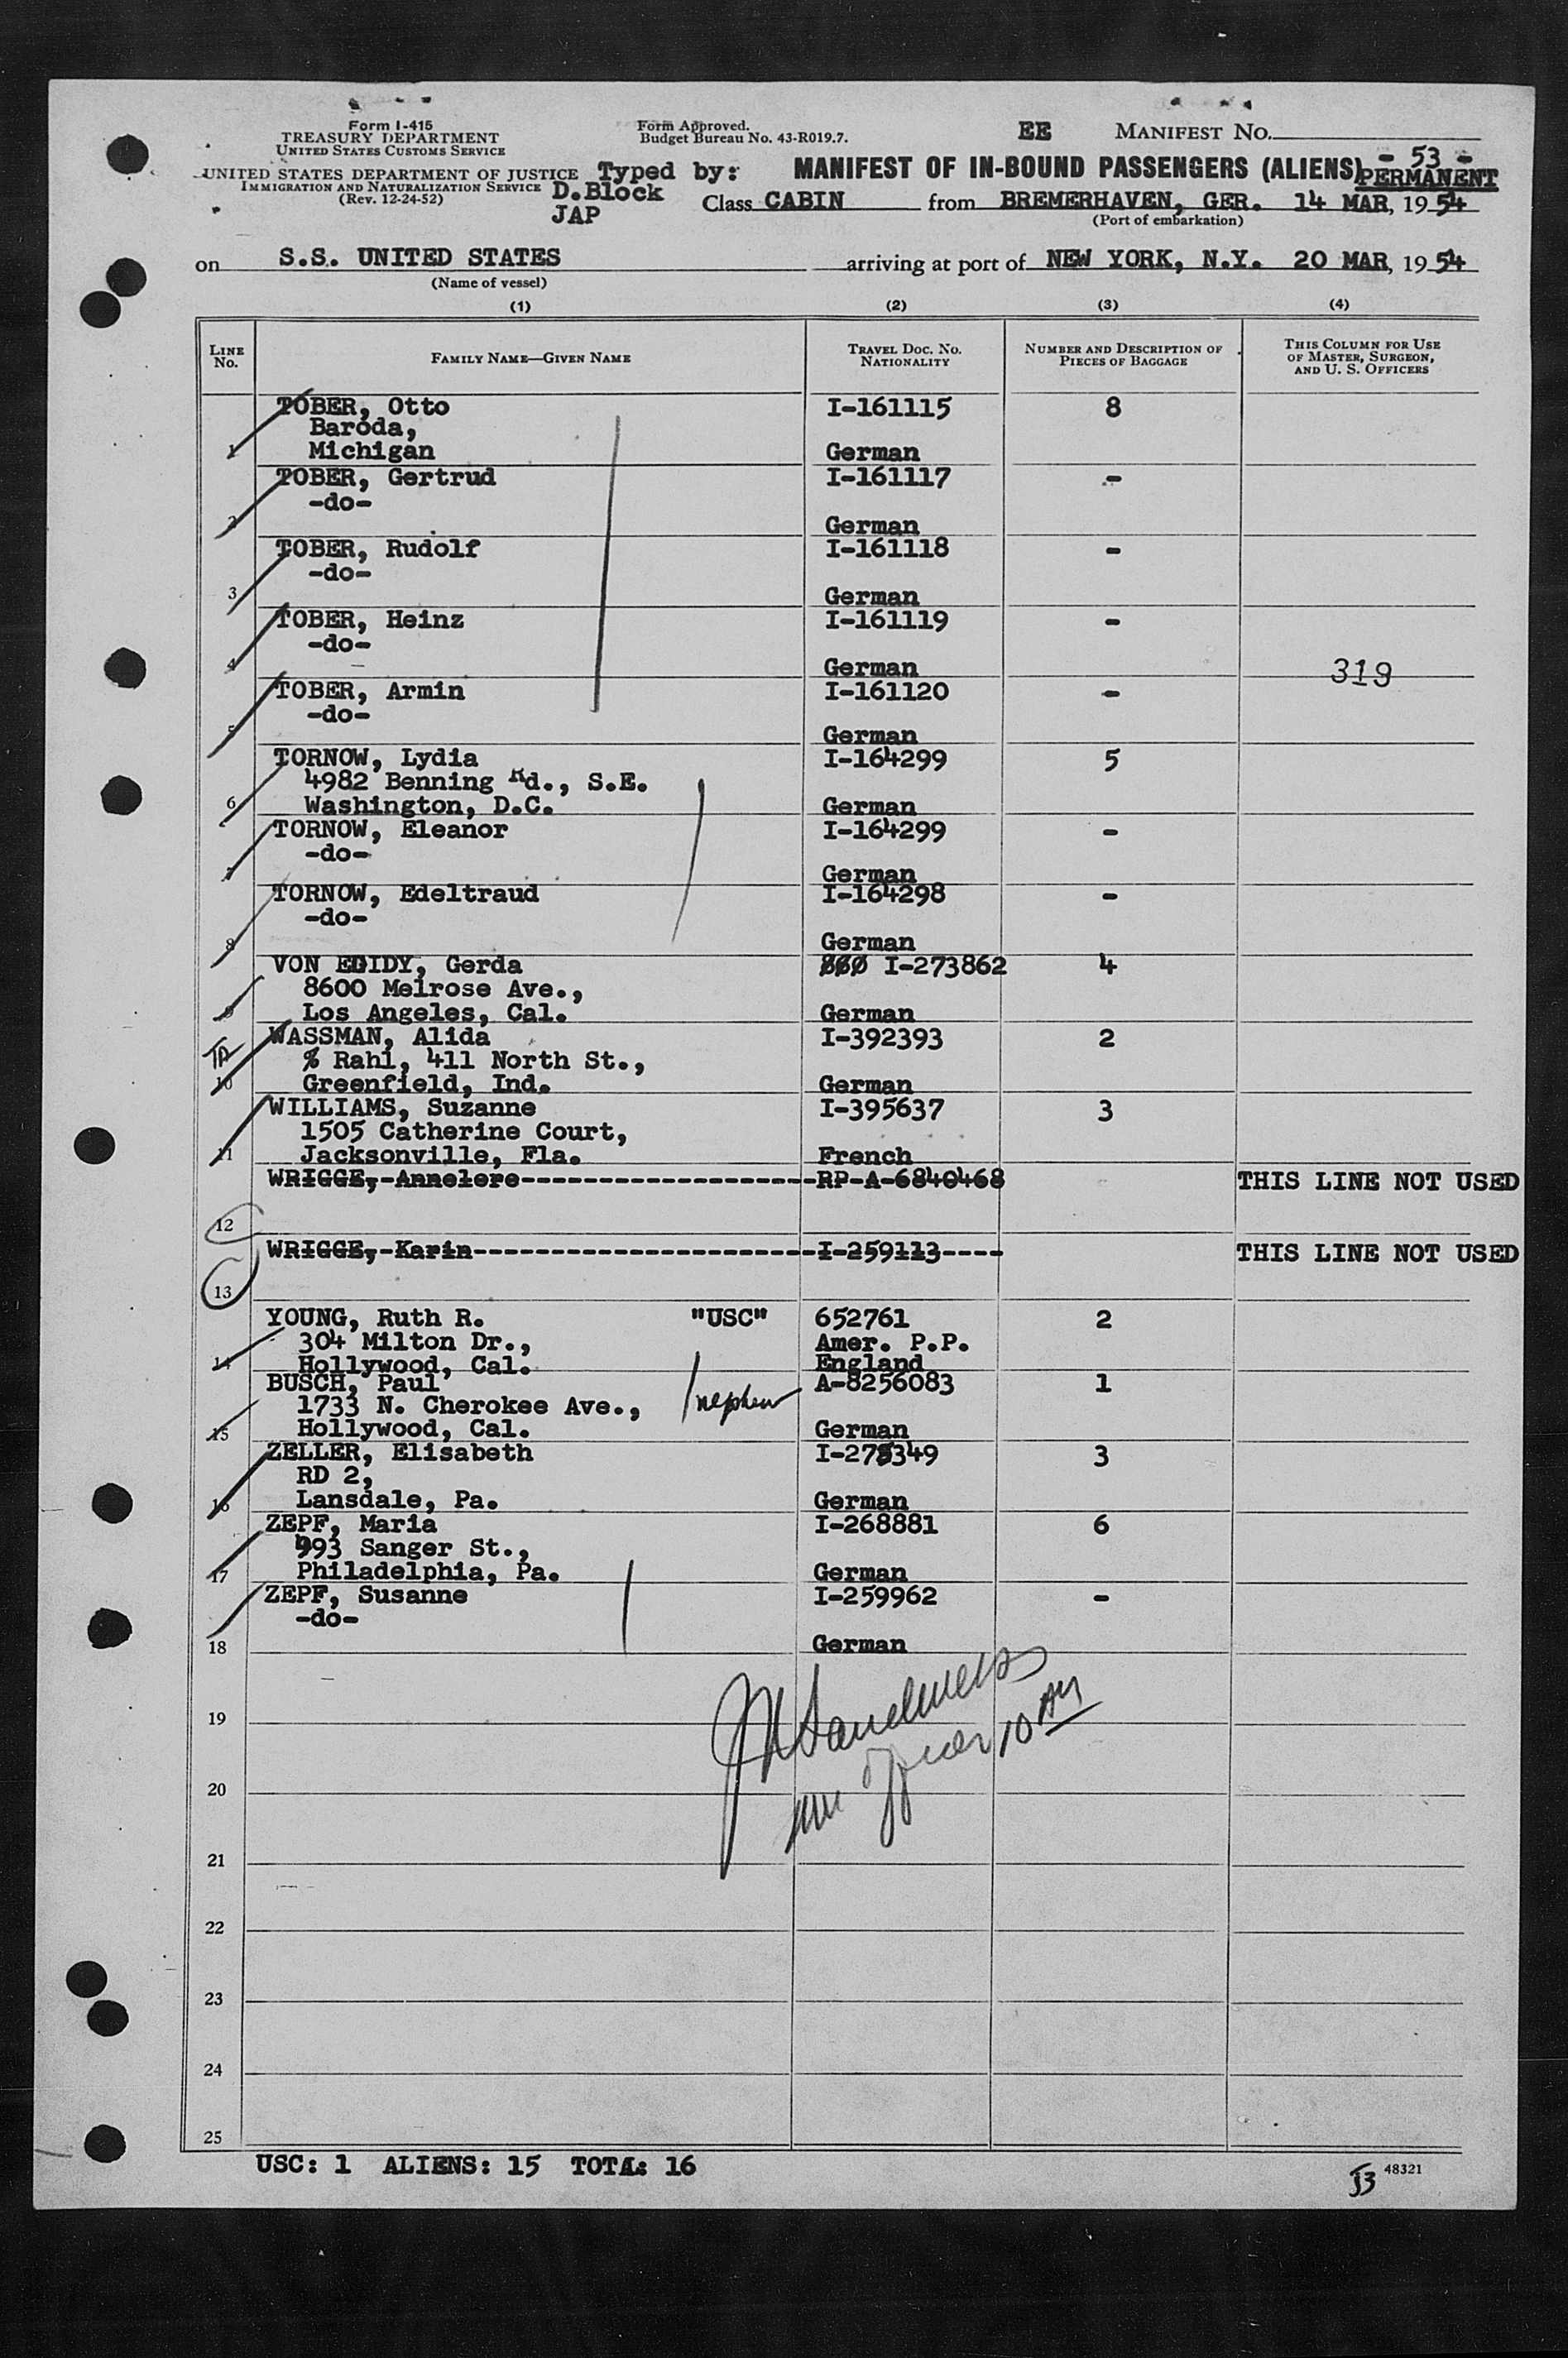 Form I-415
TREASURY DEPARTMENT
UNITED STATES CUSTOMS SERVICE
UNITED STATES DEPARTMENT OF JUSTICE
IMMIGRATION AND NATURALIZATION SERVICE
(Rev. 12-24-52)
Typed by:
D.Block
JAP
Form Approved.
Budget Bureau No. 43-R019.7.
EE MANIFEST No.
MANIFEST OF IN-BOUND PASSENGERS (ALIENS) - 53 -
PERMANENT
Class CABIN from BREMERHAVEN, GER. 14 MAR, 1954
(Port of embarkation)
on S.S. UNITED STATES arriving at port of NEW YORK, N.Y. 20 MAR, 1954
(Name of vessel)
(1) (2) (3) (4)
LINE No. FAMILY NAME—GIVEN NAME TRAVEL DOC. No. NATIONALITY NUMBER AND DESCRIPTION OF PIECES OF BAGGAGE THIS COLUMN FOR USE OF MASTER, SURGEON, AND U. S. OFFICERS
TOBER, Otto I-161115 8
Baroda,
1 Michigan German
TOBER, Gertrud I-161117 -
-do-
2 German
TOBER, Rudolf I-161118 -
-do-
3 German
TOBER, Heinz I-161119 -
-do-
4 German
319
TOBER, Armin I-161120 -
-do-
5 German
TORNOW, Lydia I-164299 5
4982 Benning Rd., S.E.
6 Washington, D.C. German
TORNOW, Eleanor I-164299 -
-do-
7 German
TORNOW, Edeltraud I-164298 -
-do-
8 German
VON EGIDY, Gerda I-273862 4
8600 Melrose Ave.,
9 Los Angeles, Cal. German
WASSMAN, Alida I-392393 2
% Rahl, 411 North St.,
10 Greenfield, Ind. German
WILLIAMS, Suzanne I-395637 3
1505 Catherine Court,
11 Jacksonville, Fla. French
WRIGGE,-Annelore--------------------RP-A-6840468 THIS LINE NOT USED
12
WRIGGE,-Karin-----------------------I-259113---- THIS LINE NOT USED
13
YOUNG, Ruth R. "USC" 652761 2
304 Milton Dr., Amer. P.P.
14 Hollywood, Cal. England
BUSCH, Paul nephew A-8256083 1
1733 N. Cherokee Ave.,
15 Hollywood, Cal. German
ZELLER, Elisabeth I-275349 3
RD 2,
16 Lansdale, Pa. German
ZEPF, Maria I-268881 6
993 Sanger St.,
17 Philadelphia, Pa. German
ZEPF, Susanne I-259962 -
-do-
18 German
19
20
10 AM
21
22
23
24
25
USC: 1 ALIENS: 15 TOTAL: 16
53 48321